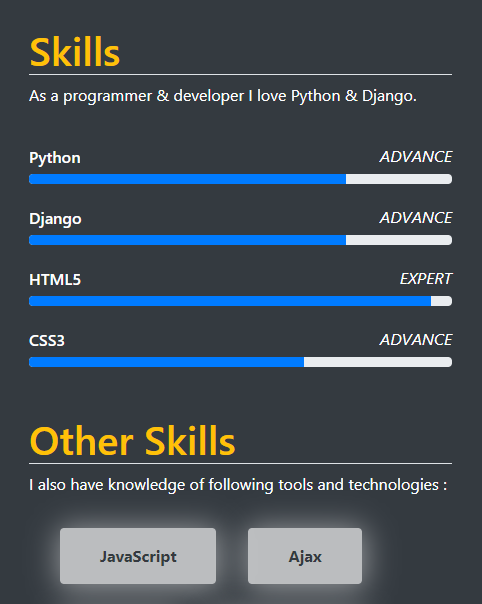 Skills
As a programmer & developer I love Python & Django.
Python ADVANCE
Django ADVANCE
HTML5 EXPERT
CSS3 ADVANCE
Other Skills
I also have knowledge of following tools and technologies :
JavaScript Ajax